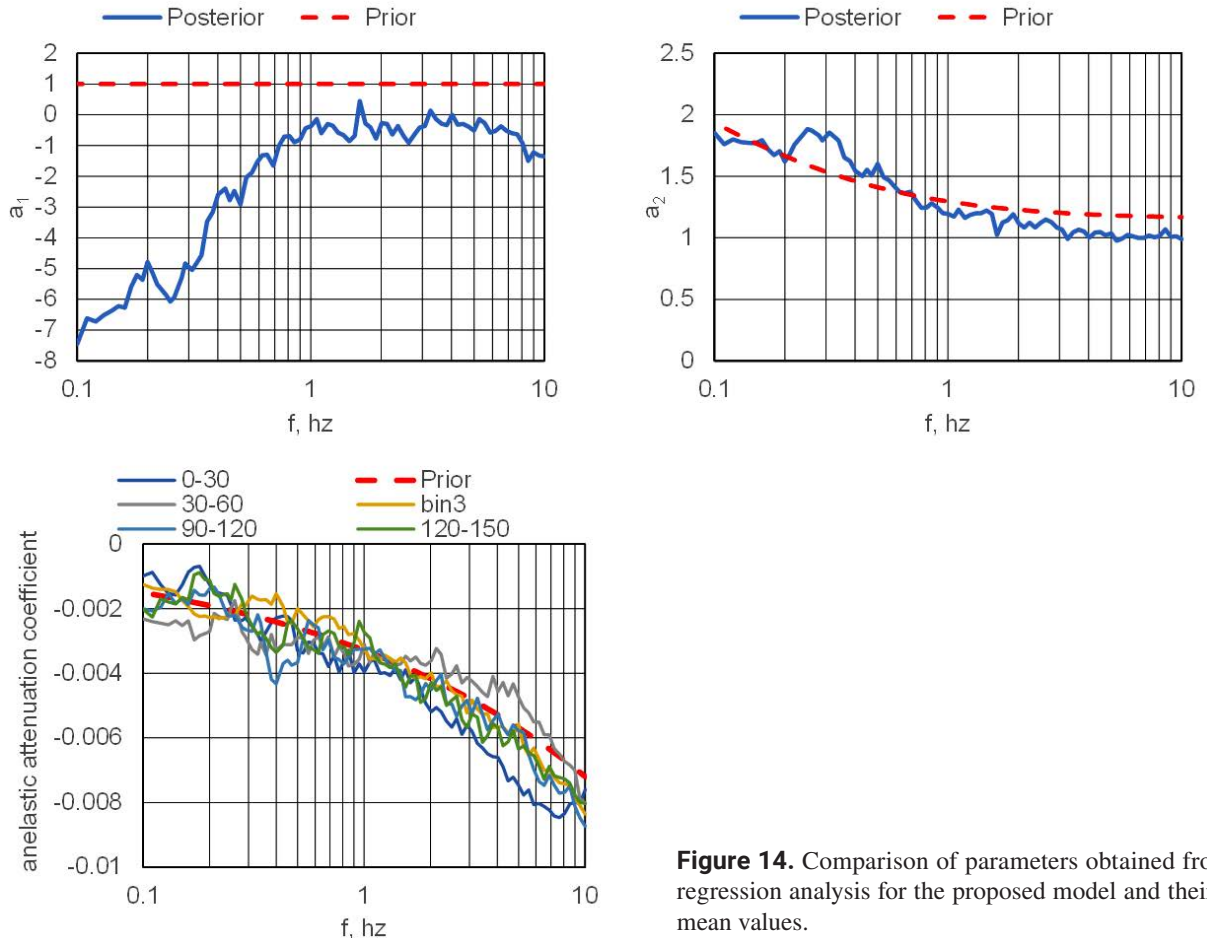 Posterior Prior
2
1
0
-1
-2
-3
-4
-5
-6
-7
-8
a1
0.1 1 10
f, hz
Posterior Prior
2.5
2
1.5
1
0.5
0
a2
0.1 1 10
f, hz
0-30 Prior
30-60 bin3
90-120 120-150
0
-0.002
-0.004
-0.006
-0.008
-0.01
anelastic attenuation coefficient
0.1 1 10
f, hz
Figure 14. Comparison of parameters obtained fro
regression analysis for the proposed model and their
mean values.